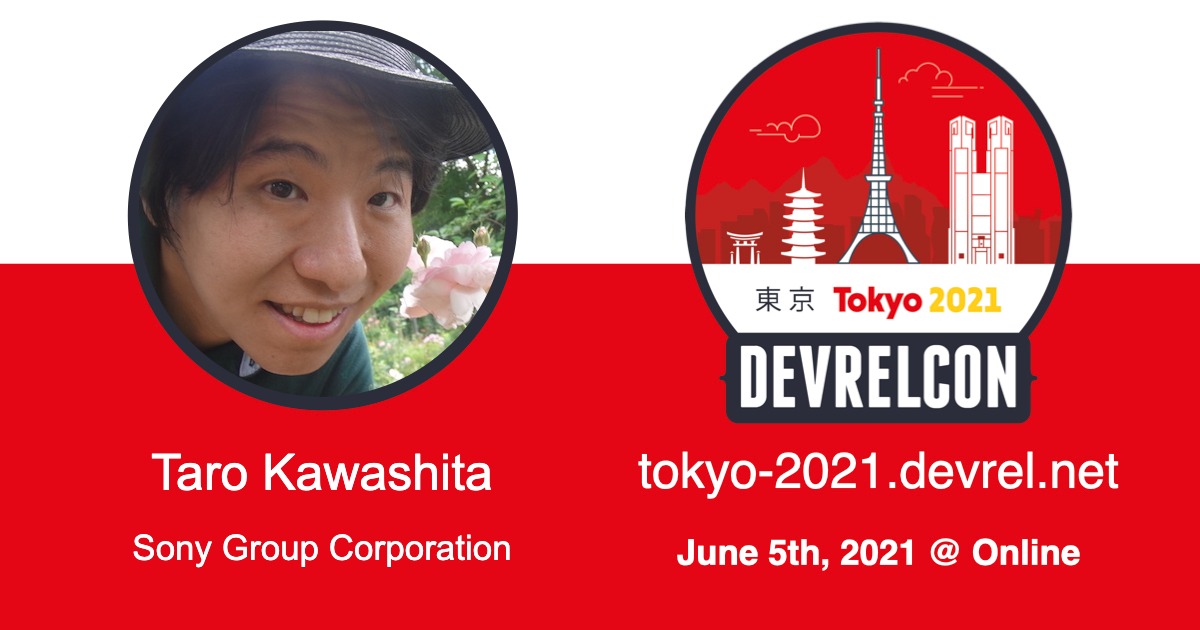 Taro Kawashita
Sony Group Corporation
東京 Tokyo 2021
DEVRELCON
tokyo-2021.devrel.net
June 5th, 2021 @ Online